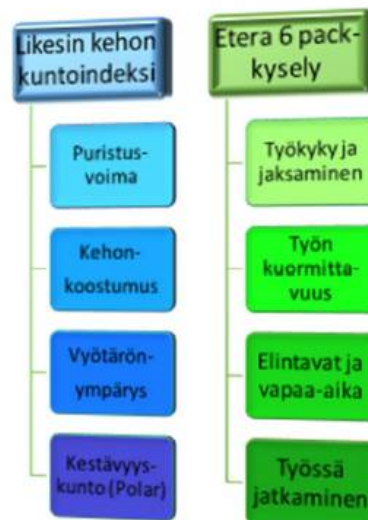 Likesin kehon
kuntoindeksi
Puristus-
voima
Kehon-
koostumus
Vyötärön-
ympärys
Kestävyys-
kunto (Polar)
Etera 6 pack-
kysely
Työkyky ja
jaksaminen
Työn
kuormitta-
vuus
Elintavat ja
vapaa-aika
Työssä
jatkaminen